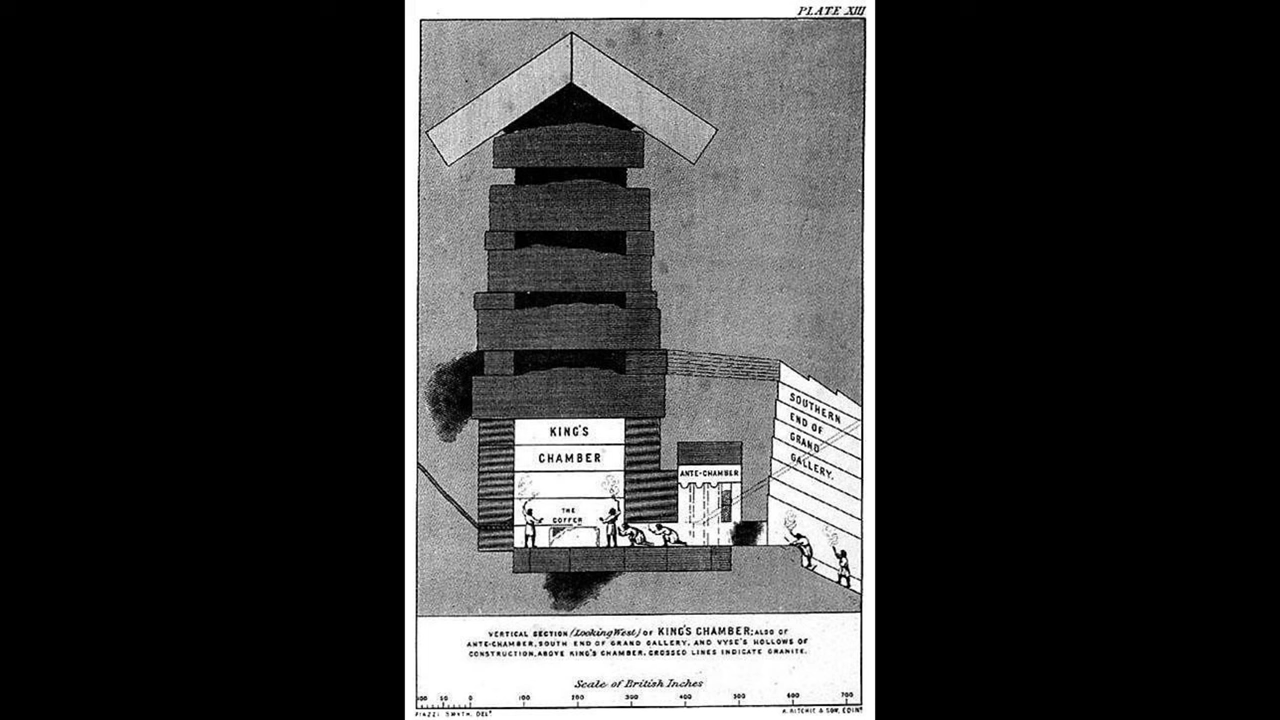 PLATE XIII
SOUTHERN
END OF
GRAND
GALLERY.
KING'S
CHAMBER
ANTE-CHAMBER
THE
COFFER
VERTICAL SECTION (Looking West) OF KING'S CHAMBER; ALSO OF
ANTE-CHAMBER, SOUTH END OF GRAND GALLERY, AND VYSE'S HOLLOWS OF
CONSTRUCTION, ABOVE KING'S CHAMBER. CROSSED LINES INDICATE GRANITE.
Scale of British Inches
100 50 0 100 200 300 400 500 600 700
PIAZZI SMYTH, DELT. A. RITCHIE & SON, EDINR.